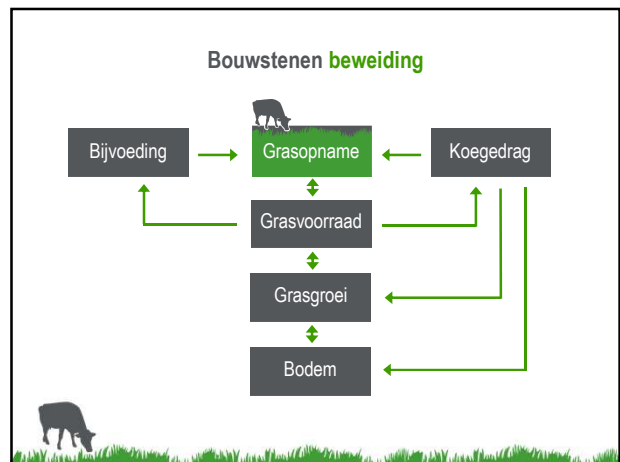 Bouwstenen beweiding
Bijvoeding
Grasopname
Koegedrag
Grasvoorraad
Grasgroei
Bodem